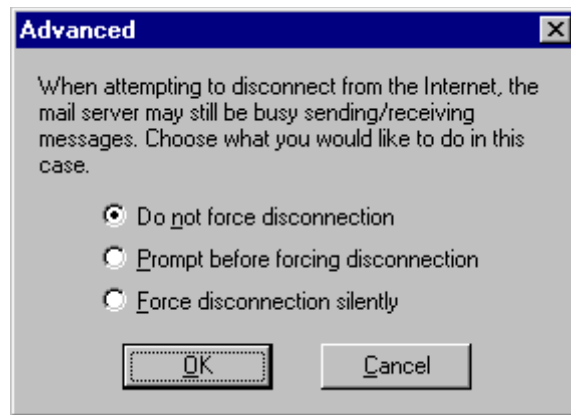 Advanced
When attempting to disconnect from the Internet, the
mail server may still be busy sending/receiving
messages. Choose what you would like to do in this
case.
Do not force disconnection
Prompt before forcing disconnection
Force disconnection silently
OK Cancel